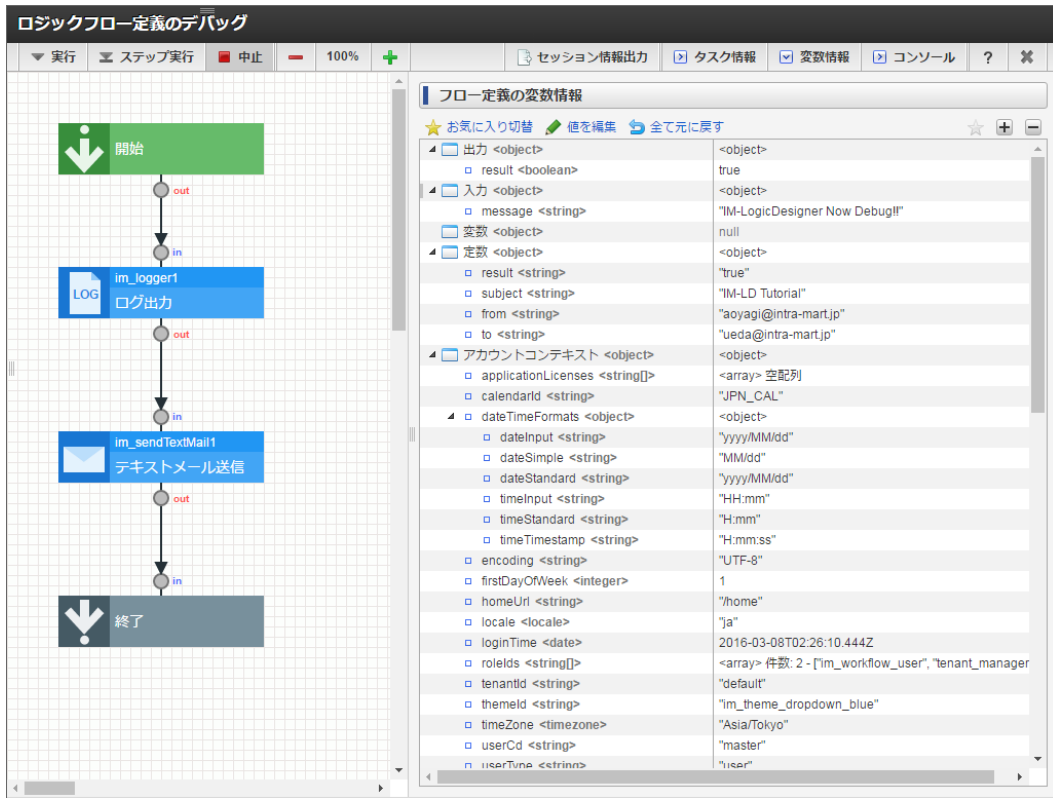 ロジックフロー定義のデバッグ
実行 ステップ実行 中止 100% セッション情報出力 タスク情報 変数情報 コンソール ?
開始
out
in
im_logger1
LOG
ログ出力
out
in
im_sendTextMail1
テキストメール送信
out
in
終了
フロー定義の変数情報
お気に入り切替 値を編集 全て元に戻す
出力 <object> <object>
result <boolean> true
入力 <object> <object>
message <string> "IM-LogicDesigner Now Debug!!"
変数 <object> null
定数 <object> <object>
result <string> "true"
subject <string> "IM-LD Tutorial"
from <string> "aoyagi@intra-mart.jp"
to <string> "ueda@intra-mart.jp"
アカウントコンテキスト <object> <object>
applicationLicenses <string[]> <array> 空配列
calendarId <string> "JPN_CAL"
dateTimeFormats <object> <object>
dateInput <string> "yyyy/MM/dd"
dateSimple <string> "MM/dd"
dateStandard <string> "yyyy/MM/dd"
timeInput <string> "HH:mm"
timeStandard <string> "H:mm"
timeTimestamp <string> "H:mm:ss"
encoding <string> "UTF-8"
firstDayOfWeek <integer> 1
homeUrl <string> "/home"
locale <locale> "ja"
loginTime <date> 2016-03-08T02:26:10.444Z
roleIds <string[]> <array> 件数: 2 - ["im_workflow_user", "tenant_manager
tenantId <string> "default"
themeId <string> "im_theme_dropdown_blue"
timeZone <timezone> "Asia/Tokyo"
userCd <string> "master"
userType <string> "user"